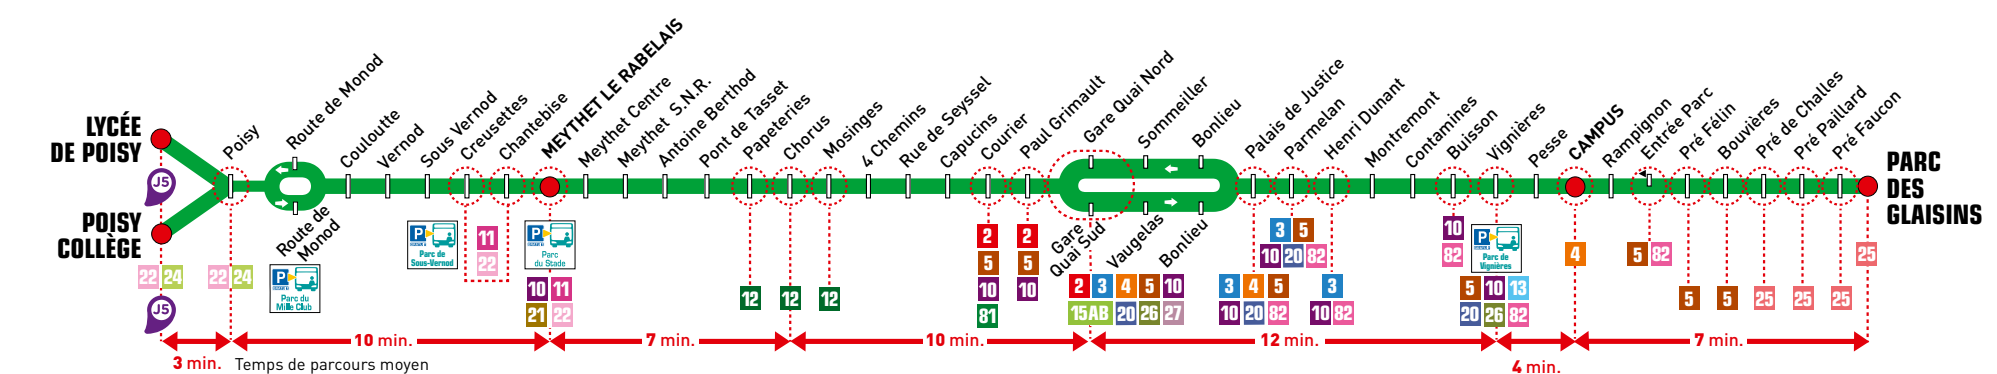 LYCÉE
DE POISY
J5
POISY
COLLÈGE
22 24
J5
Poisy
22 24
Route de Monod
Route de
Monod
P
Parc du
Mille Club
Couloutte
Vernod
Sous Vernod
P
Parc de
Sous-Vernod
Creusettes
Chantebise
11
22
MEYTHET LE RABELAIS
P
Parc
du Stade
10 11
21 22
Meythet Centre
Meythet S.N.R.
Antoine Berthod
Pont de Tasset
Papeteries
12
Chorus
12
Mosinges
12
4 Chemins
Rue de Seyssel
Capucins
Courier
2
5
10
81
Paul Grimault
2
5
10
Gare Quai Nord
Sommeiller
Bonlieu
Gare
Quai Sud
Vaugelas
Bonlieu
2 3 4 5 10
15AB 20 26 27
Palais de Justice
3 4 5
10 20 82
Parmelan
3 5
10 20 82
Henri Dunant
3
10 82
Montremont
Contamines
Buisson
10
82
Vignières
P
Parc de
Vignières
5 10 13
20 26 82
Pesse
CAMPUS
4
Rampignon
Entrée Parc
5 82
Pré Félin
5
Bouvières
5
Pré de Challes
25
Pré Paillard
25
Pré Faucon
25
PARC
DES
GLAISINS
25
3 min.
10 min.
7 min.
10 min.
12 min.
4 min.
7 min.
Temps de parcours moyen